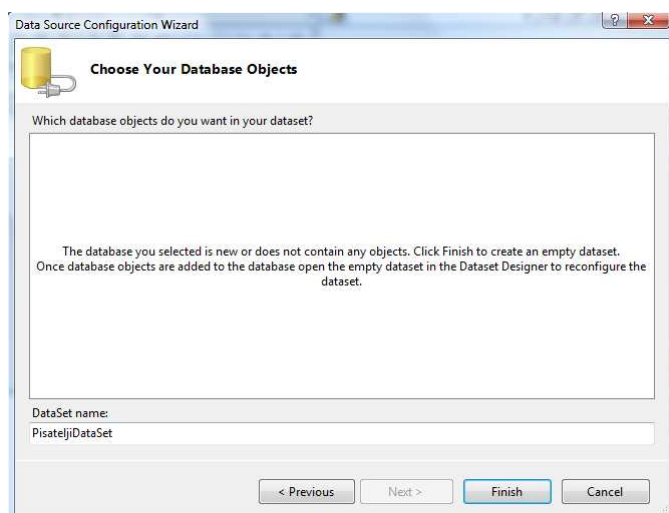 Data Source Configuration Wizard
Choose Your Database Objects
Which database objects do you want in your dataset?
The database you selected is new or does not contain any objects. Click Finish to create an empty dataset.
Once database objects are added to the database open the empty dataset in the Dataset Designer to reconfigure the
dataset.
DataSet name:
PisateljiDataSet
< Previous Next > Finish Cancel